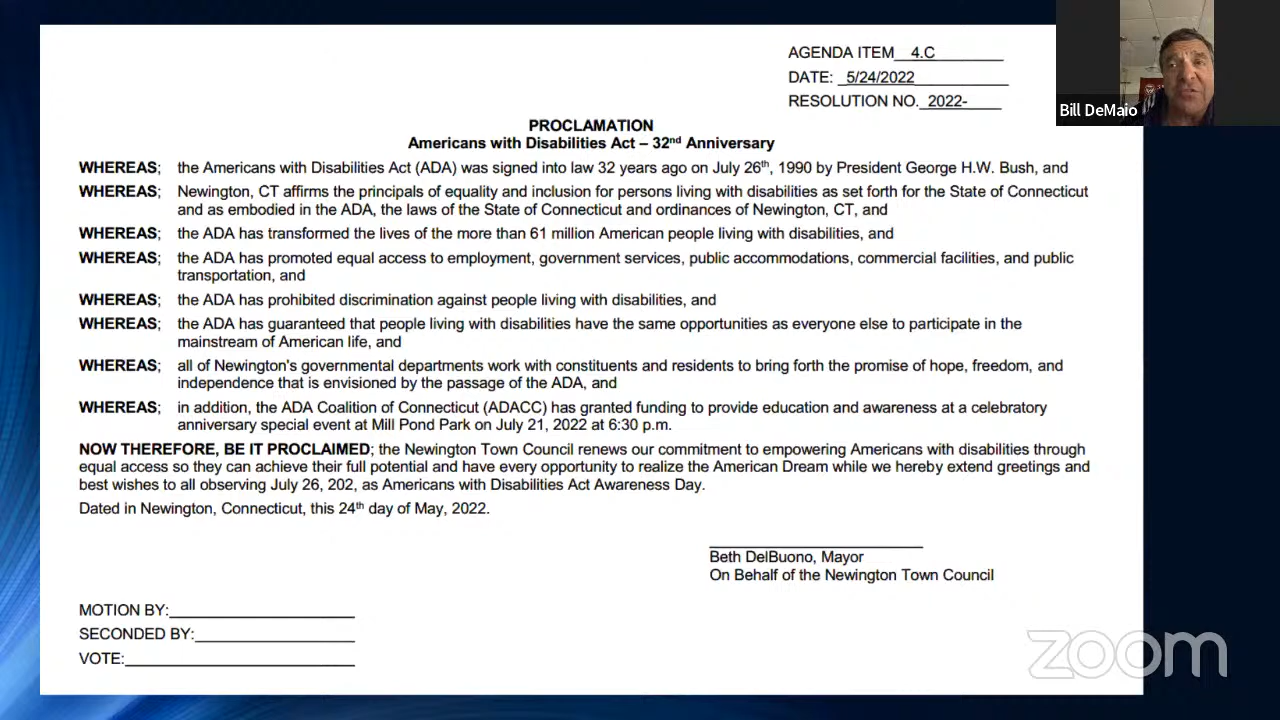 AGENDA ITEM__4.C________
DATE: _5/24/2022___________
RESOLUTION NO. _2022-____
Bill DeMaio
PROCLAMATION
Americans with Disabilities Act – 32nd Anniversary
WHEREAS; the Americans with Disabilities Act (ADA) was signed into law 32 years ago on July 26th, 1990 by President George H.W. Bush, and
WHEREAS; Newington, CT affirms the principals of equality and inclusion for persons living with disabilities as set forth for the State of Connecticut
and as embodied in the ADA, the laws of the State of Connecticut and ordinances of Newington, CT, and
WHEREAS; the ADA has transformed the lives of the more than 61 million American people living with disabilities, and
WHEREAS; the ADA has promoted equal access to employment, government services, public accommodations, commercial facilities, and public
transportation, and
WHEREAS; the ADA has prohibited discrimination against people living with disabilities, and
WHEREAS; the ADA has guaranteed that people living with disabilities have the same opportunities as everyone else to participate in the
mainstream of American life, and
WHEREAS; all of Newington's governmental departments work with constituents and residents to bring forth the promise of hope, freedom, and
independence that is envisioned by the passage of the ADA, and
WHEREAS; in addition, the ADA Coalition of Connecticut (ADACC) has granted funding to provide education and awareness at a celebratory
anniversary special event at Mill Pond Park on July 21, 2022 at 6:30 p.m.
NOW THEREFORE, BE IT PROCLAIMED; the Newington Town Council renews our commitment to empowering Americans with disabilities through
equal access so they can achieve their full potential and have every opportunity to realize the American Dream while we hereby extend greetings and
best wishes to all observing July 26, 202, as Americans with Disabilities Act Awareness Day.
Dated in Newington, Connecticut, this 24th day of May, 2022.
Beth DelBuono, Mayor
On Behalf of the Newington Town Council
MOTION BY:______________________
SECONDED BY:___________________
VOTE:___________________________
zoom